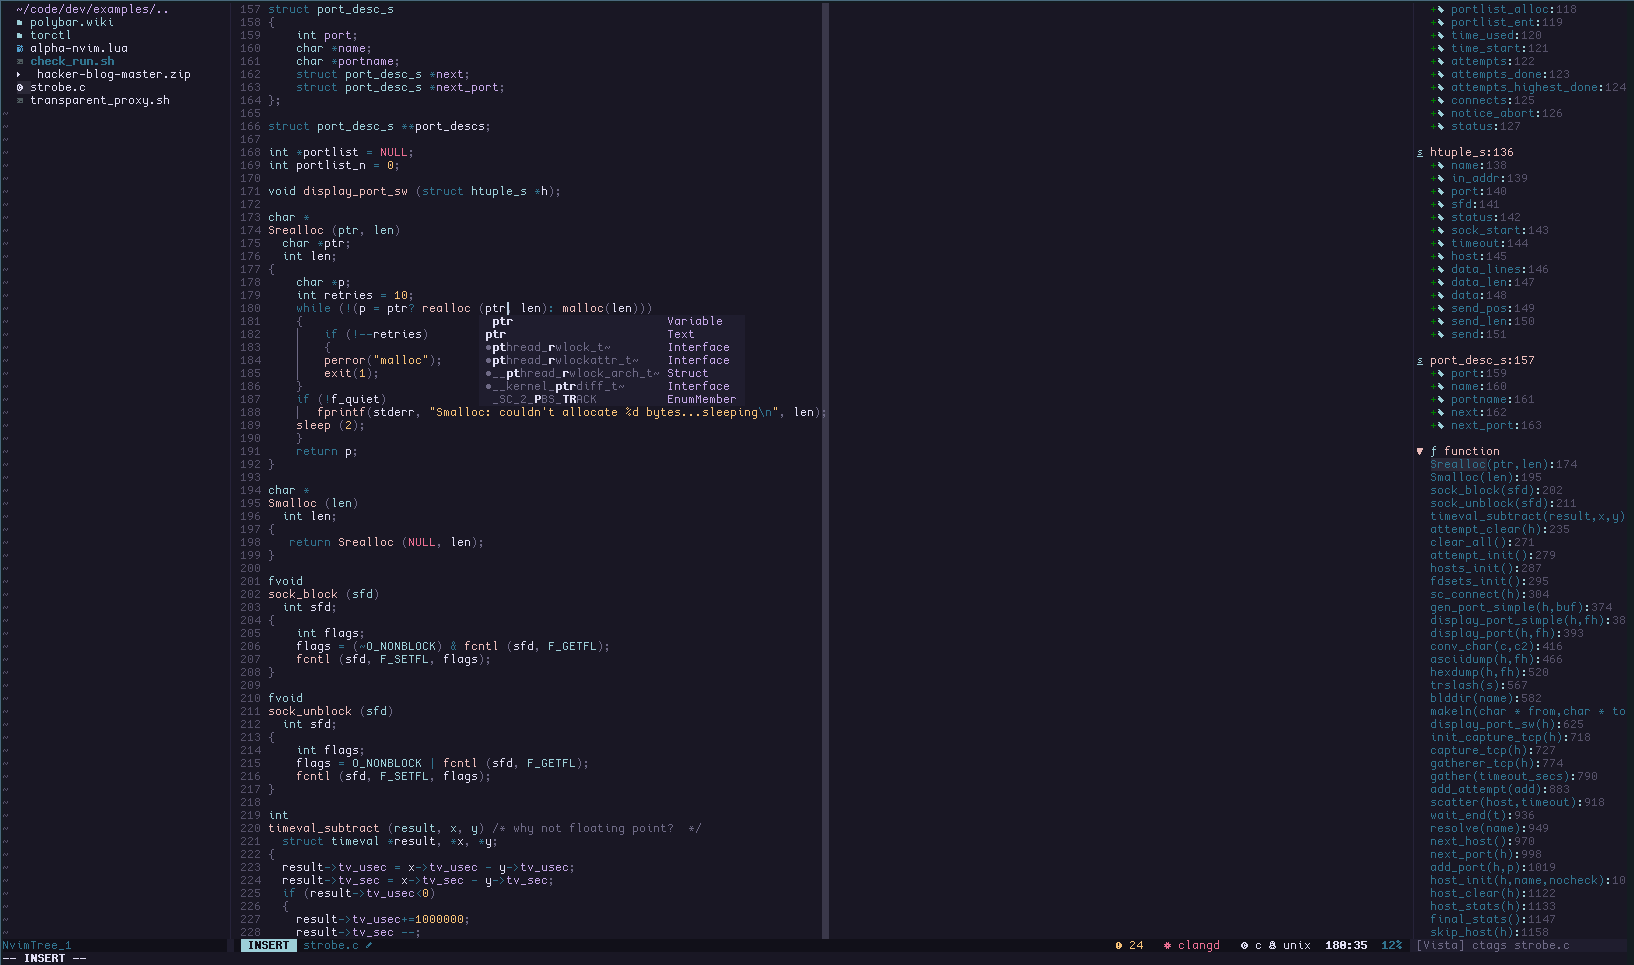 ~/code/dev/examples/..
polybar.wiki
torctl
alpha-nvim.lua
check_run.sh
hacker-blog-master.zip
strobe.c
transparent_proxy.sh
157 struct port_desc_s
158 {
159     int port;
160     char *name;
161     char *portname;
162     struct port_desc_s *next;
163     struct port_desc_s *next_port;
164 };
165
166 struct port_desc_s **port_descs;
167
168 int *portlist = NULL;
169 int portlist_n = 0;
170
171 void display_port_sw (struct htuple_s *h);
172
173 char *
174 Srealloc (ptr, len)
175   char *ptr;
176   int len;
177 {
178     char *p;
179     int retries = 10;
180     while (!(p = ptr? realloc (ptr, len): malloc(len)))
181     {
182         if (!--retries)
183         {
184         perror("malloc");
185         exit(1);
186     }
187     if (!f_quiet)
188        fprintf(stderr, "Smalloc: couldn't allocate %d bytes...sleeping\n", len);
189     sleep (2);
190     }
191     return p;
192 }
193
194 char *
195 Smalloc (len)
196   int len;
197 {
198    return Srealloc (NULL, len);
199 }
200
201 fvoid
202 sock_block (sfd)
203   int sfd;
204 {
205     int flags;
206     flags = (~O_NONBLOCK) & fcntl (sfd, F_GETFL);
207     fcntl (sfd, F_SETFL, flags);
208 }
209
210 fvoid
211 sock_unblock (sfd)
212   int sfd;
213 {
214     int flags;
215     flags = O_NONBLOCK | fcntl (sfd, F_GETFL);
216     fcntl (sfd, F_SETFL, flags);
217 }
218
219 int
220 timeval_subtract (result, x, y) /* why not floating point?  */
221   struct timeval *result, *x, *y;
222 {
223   result->tv_usec = x->tv_usec - y->tv_usec;
224   result->tv_sec = x->tv_sec - y->tv_sec;
225   if (result->tv_usec<0)
226   {
227     result->tv_usec+=1000000;
228     result->tv_sec --;
ptr Variable
ptr Text
●pthread_rwlock_t~ Interface
●pthread_rwlockattr_t~ Interface
●__pthread_rwlock_arch_t~ Struct
●__kernel_ptrdiff_t~ Interface
_SC_2_PBS_TRACK EnumMember
+ portlist_alloc:118
+ portlist_ent:119
+ time_used:120
+ time_start:121
+ attempts:122
+ attempts_done:123
+ attempts_highest_done:124
+ connects:125
+ notice_abort:126
+ status:127
s htuple_s:136
+ name:138
+ in_addr:139
+ port:140
+ sfd:141
+ status:142
+ sock_start:143
+ timeout:144
+ host:145
+ data_lines:146
+ data_len:147
+ data:148
+ send_pos:149
+ send_len:150
+ send:151
s port_desc_s:157
+ port:159
+ name:160
+ portname:161
+ next:162
+ next_port:163
▼ ƒ function
Srealloc(ptr,len):174
Smalloc(len):195
sock_block(sfd):202
sock_unblock(sfd):211
timeval_subtract(result,x,y)
attempt_clear(h):235
clear_all():271
attempt_init():279
hosts_init():287
fdsets_init():295
sc_connect(h):304
gen_port_simple(h,buf):374
display_port_simple(h,fh):38
display_port(h,fh):393
conv_char(c,c2):416
asciidump(h,fh):466
hexdump(h,fh):520
trslash(s):567
blddir(name):582
makeln(char * from,char * to
display_port_sw(h):625
init_capture_tcp(h):718
capture_tcp(h):727
gatherer_tcp(h):774
gather(timeout_secs):790
add_attempt(add):883
scatter(host,timeout):918
wait_end(t):936
resolve(name):949
next_host():970
next_port(h):998
add_port(h,p):1019
host_init(h,name,nocheck):10
host_clear(h):1122
host_stats(h):1133
final_stats():1147
skip_host(h):1158
NvimTree_1 INSERT strobe.c 24 clangd c unix 180:35 12% [Vista] ctags strobe.c
-- INSERT --